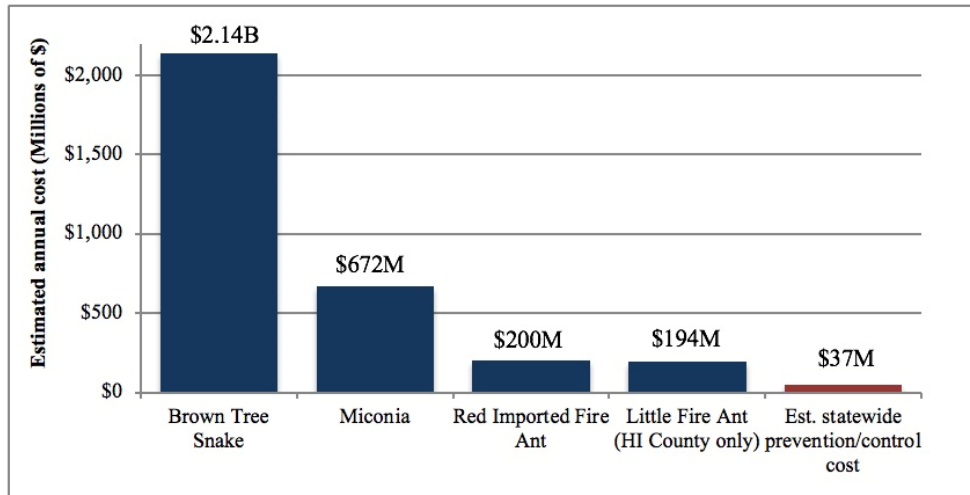 Estimated annual cost (Millions of $)
$2,000
$1,500
$1,000
$500
$0
$2.14B
$672M
$200M
$194M
$37M
Brown Tree
Snake
Miconia
Red Imported Fire
Ant
Little Fire Ant
(HI County only)
Est. statewide
prevention/control
cost